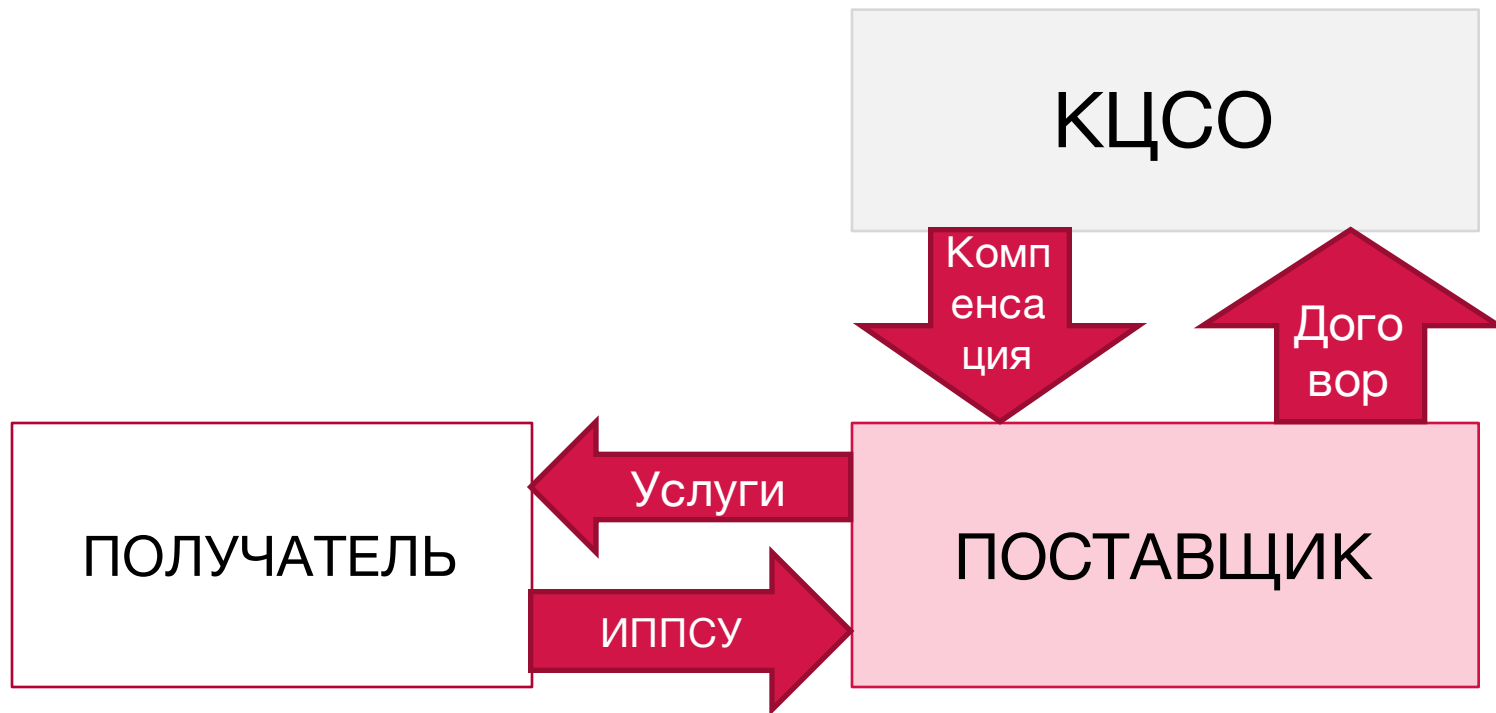 КЦСО
Комп
енса
ция
Дого
вор
Услуги
ПОЛУЧАТЕЛЬ
ПОСТАВЩИК
ИППСУ